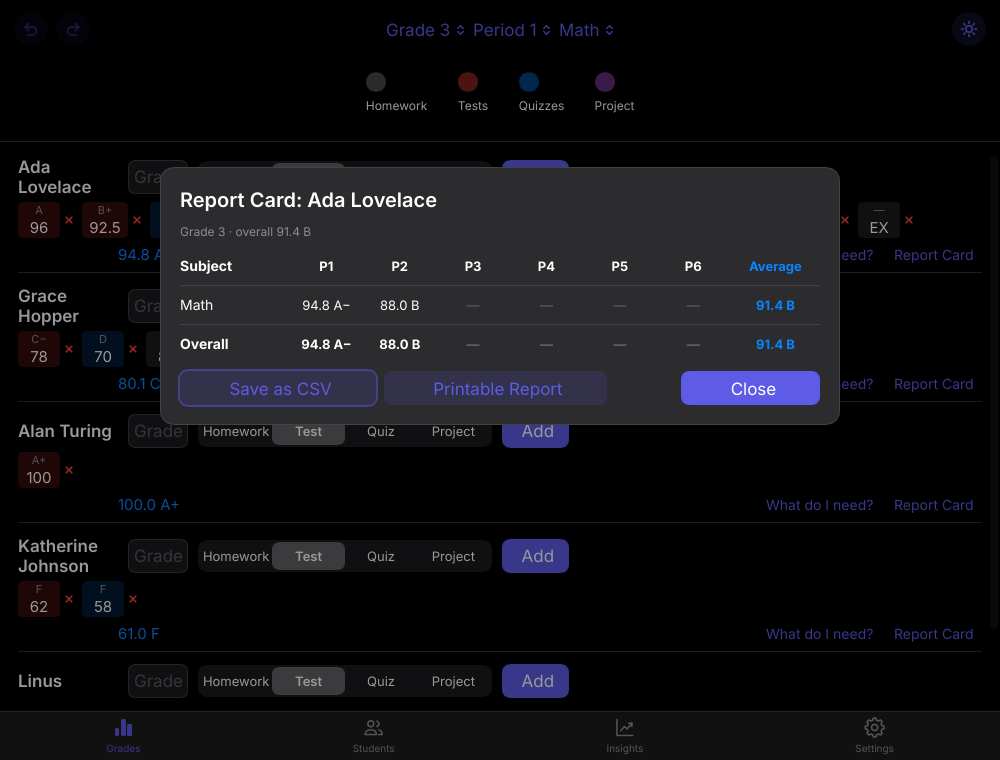 Grade 3 Period 1 Math
Homework Tests Quizzes Project
Ada
Lovelace
Gra
A
96 ×
B+
92.5 ×
×
—
EX ×
94.8 A
eed? Report Card
Report Card: Ada Lovelace
Grade 3 · overall 91.4 B
Subject P1 P2 P3 P4 P5 P6 Average
Math 94.8 A− 88.0 B — — — — 91.4 B
Overall 94.8 A− 88.0 B — — — — 91.4 B
Save as CSV Printable Report Close
Grace
Hopper
Gra
C−
78 ×
D
70 ×
80.1 C
eed? Report Card
Alan Turing Grade Homework Test Quiz Project Add
A+
100 ×
100.0 A+ What do I need? Report Card
Katherine
Johnson
Grade Homework Test Quiz Project Add
F
62 ×
F
58 ×
61.0 F What do I need? Report Card
Linus Grade Homework Test Quiz Project Add
Grades Students Insights Settings